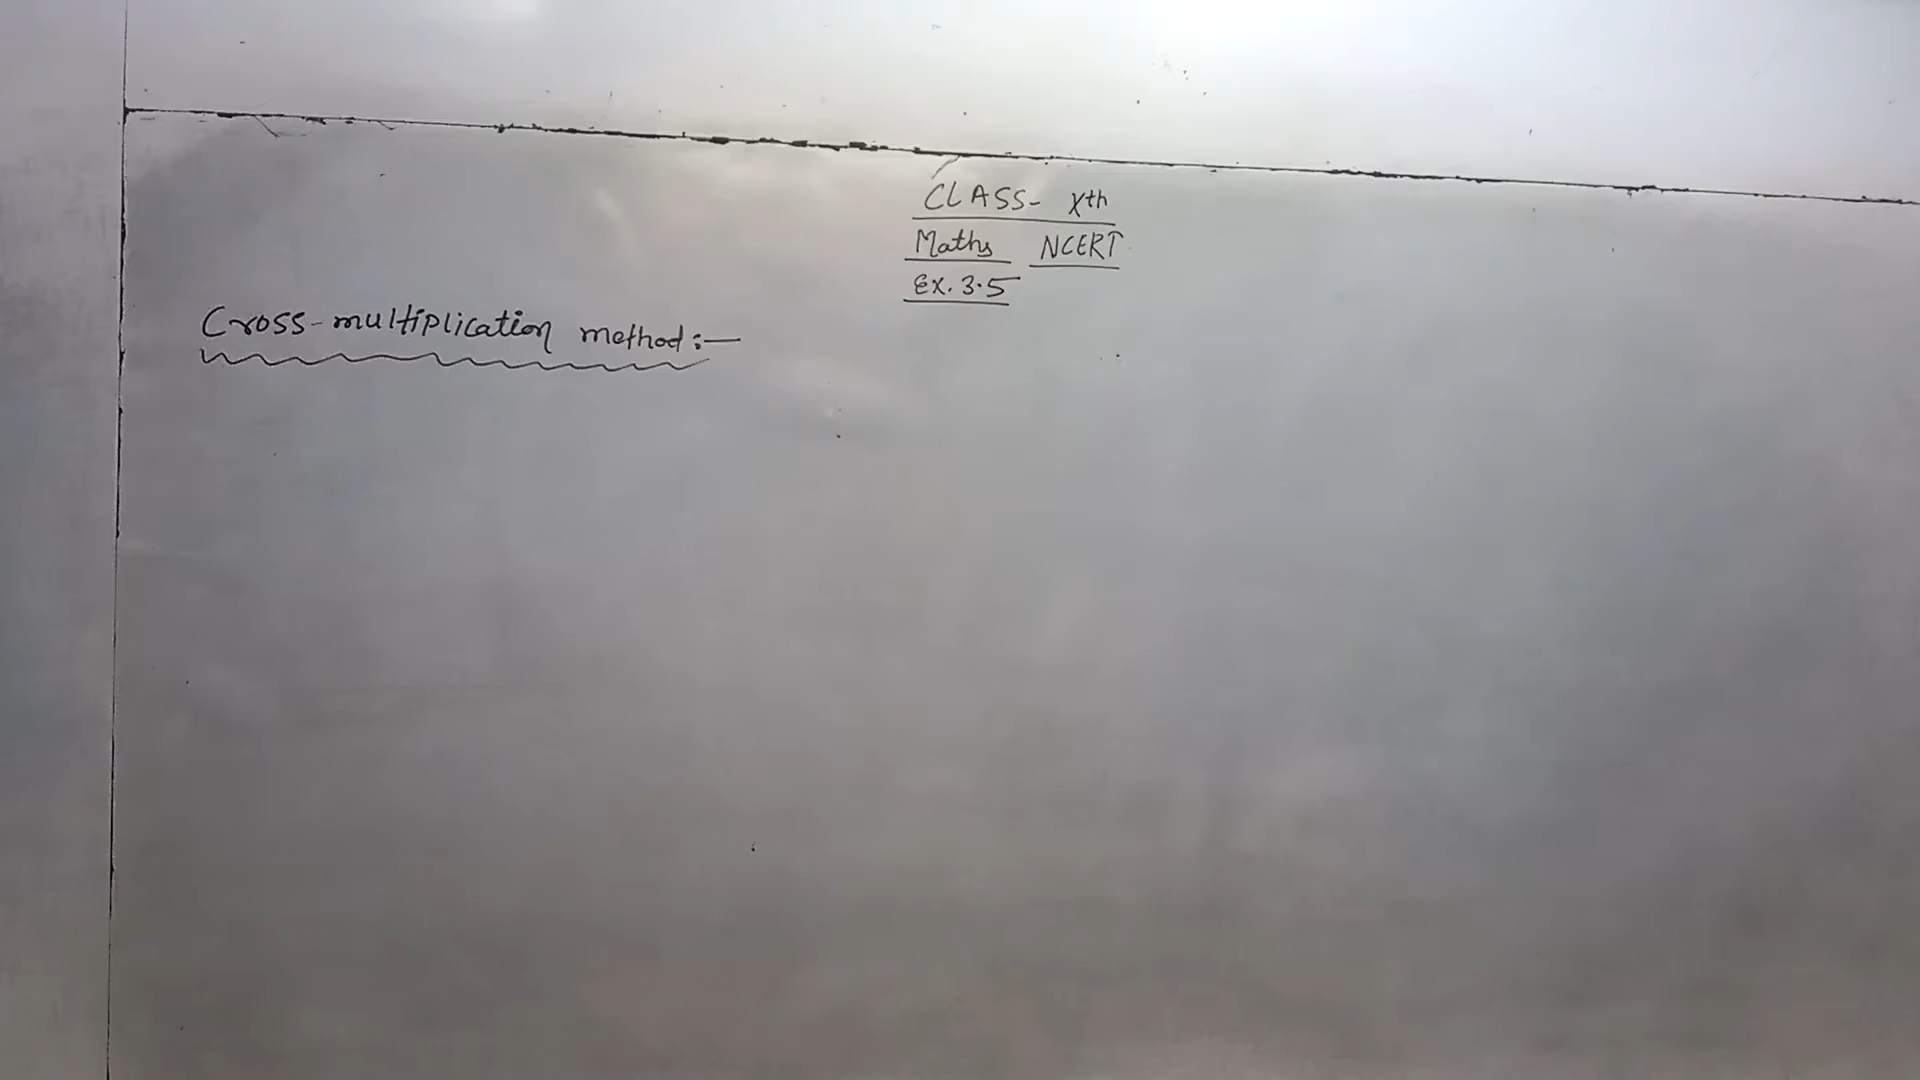 CLASS- Xth
Maths NCERT
Ex. 3.5
Cross-multiplication method:-